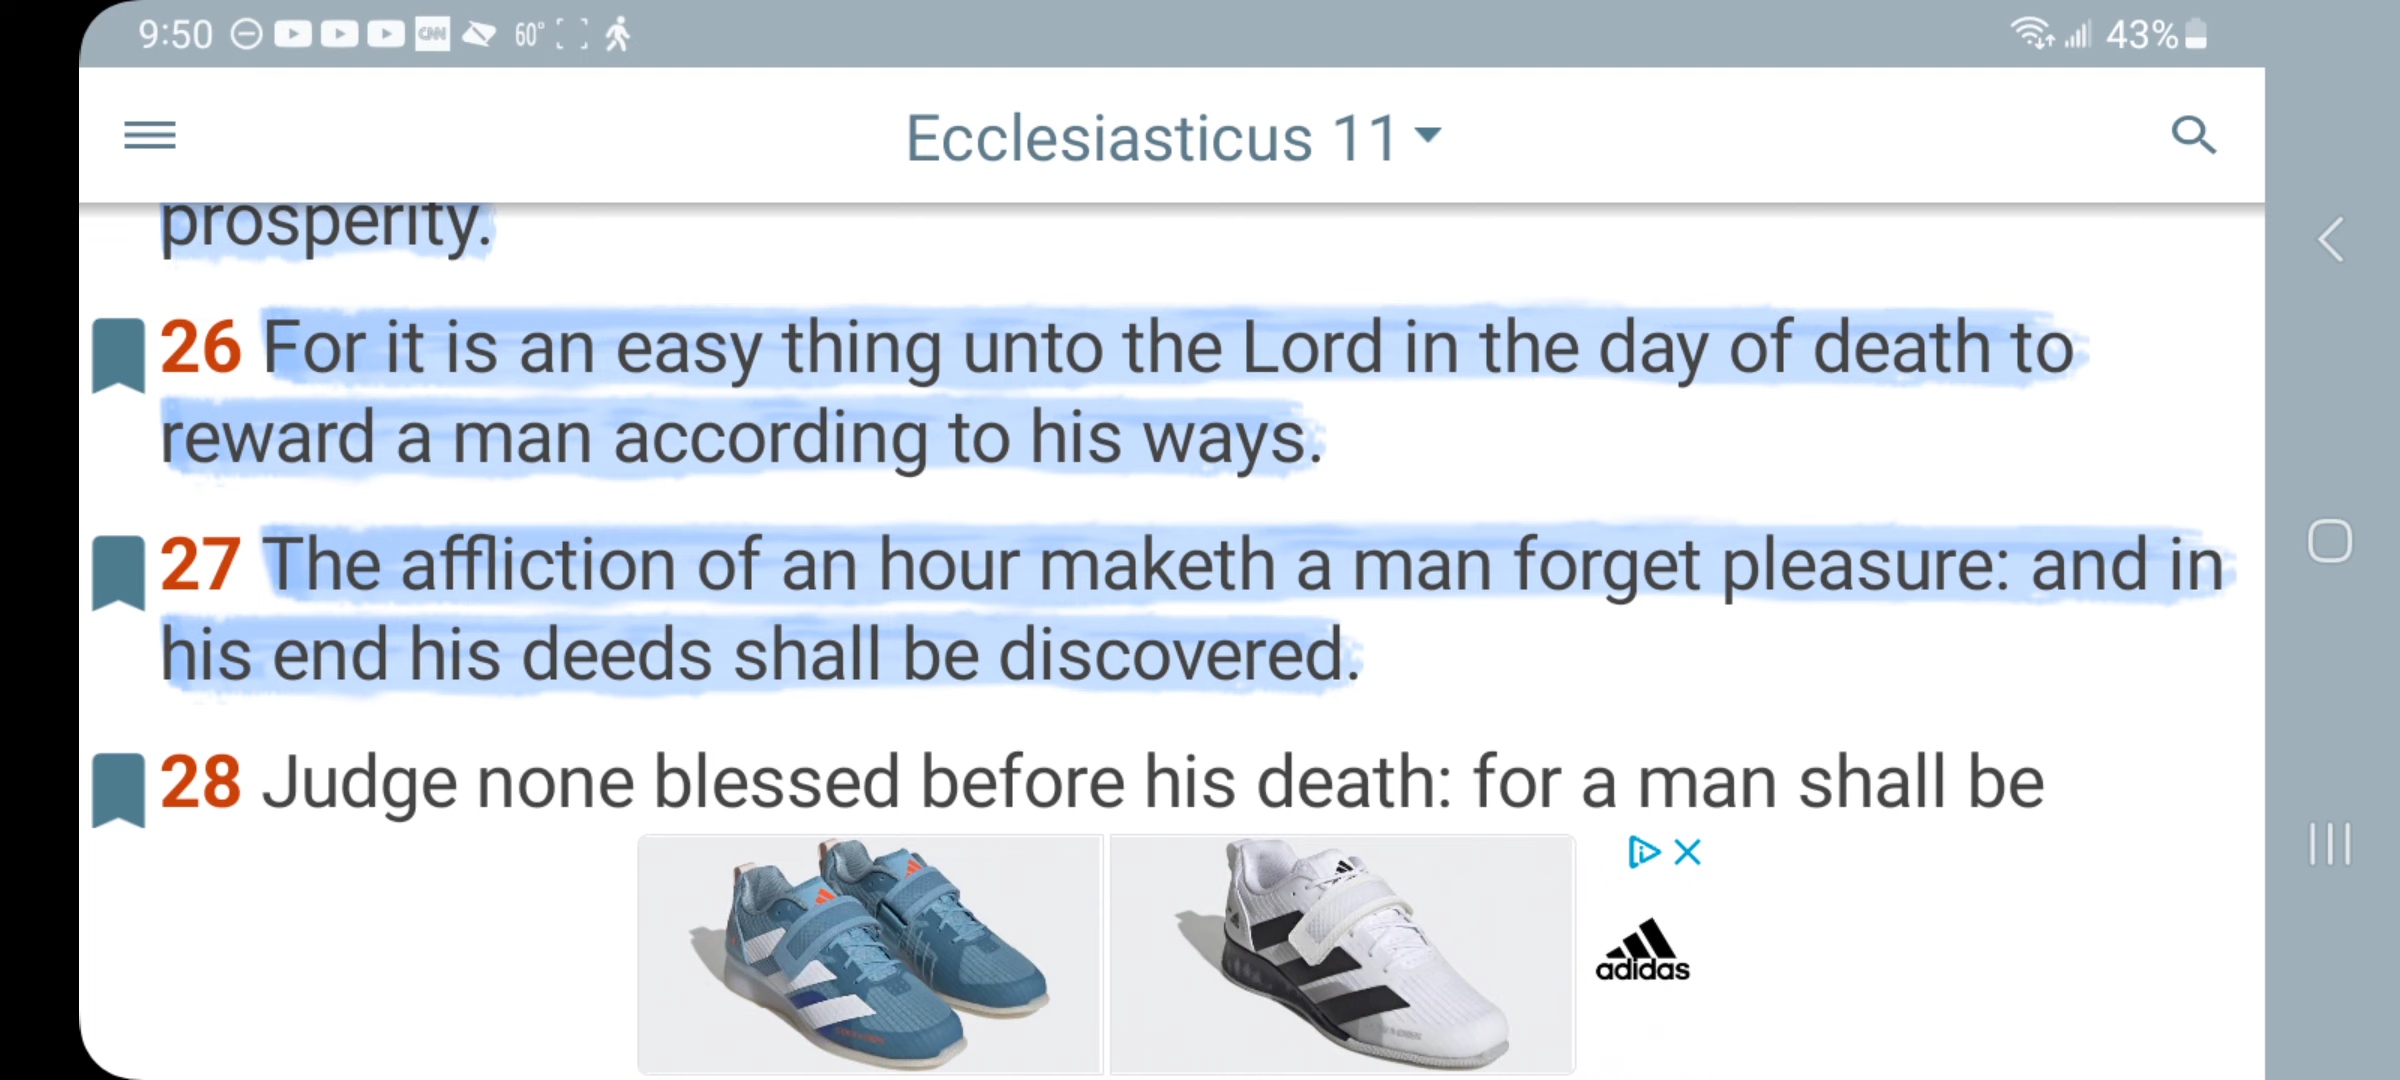 9:50 CNN 60° 43%
Ecclesiasticus 11
prosperity.
26 For it is an easy thing unto the Lord in the day of death to
reward a man according to his ways.
27 The affliction of an hour maketh a man forget pleasure: and in
his end his deeds shall be discovered.
28 Judge none blessed before his death: for a man shall be
adidas